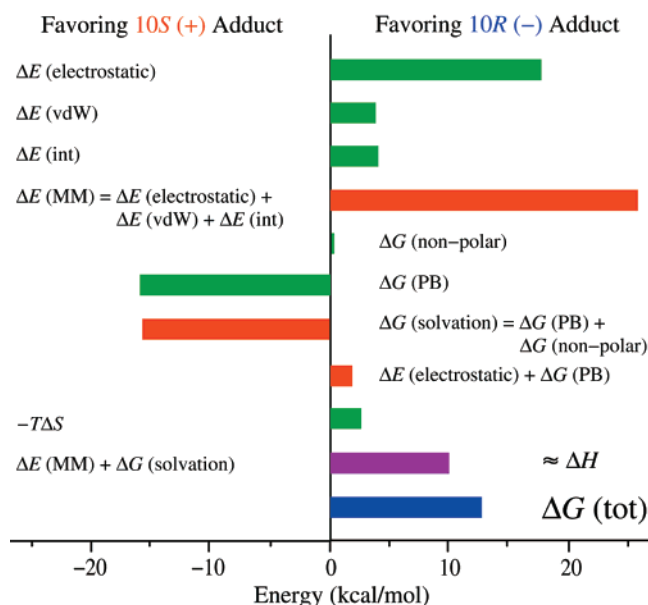 Favoring 10S (+) Adduct
Favoring 10R (−) Adduct
ΔE (electrostatic)
ΔE (vdW)
ΔE (int)
ΔE (MM) = ΔE (electrostatic) +
ΔE (vdW) + ΔE (int)
ΔG (non−polar)
ΔG (PB)
ΔG (solvation) = ΔG (PB) +
ΔG (non−polar)
ΔE (electrostatic) + ΔG (PB)
−TΔS
ΔE (MM) + ΔG (solvation)
≈ ΔH
ΔG (tot)
−20 −10 0 10 20
Energy (kcal/mol)